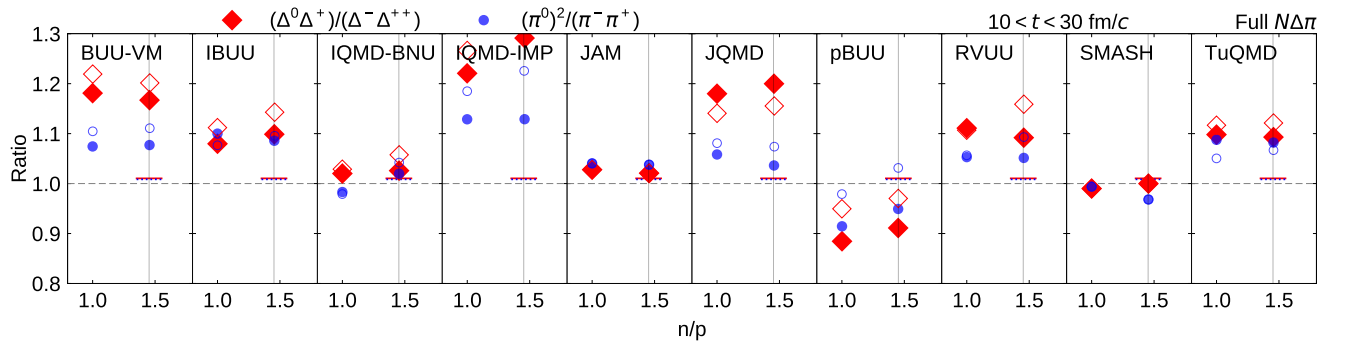 (Δ⁰Δ⁺)/(Δ⁻Δ⁺⁺) (π⁰)²/(π⁻π⁺) 10 < t < 30 fm/c Full NΔπ
BUU-VM IBUU IQMD-BNU IQMD-IMP JAM JQMD pBUU RVUU SMASH TuQMD
1.3
1.2
1.1
1.0
0.9
0.8
Ratio
1.0 1.5 1.0 1.5 1.0 1.5 1.0 1.5 1.0 1.5 1.0 1.5 1.0 1.5 1.0 1.5 1.0 1.5 1.0 1.5
n/p